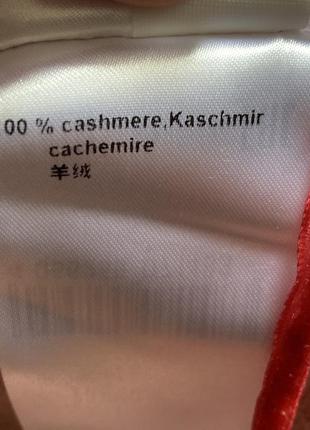 00 % cashmere,Kaschmir
cachemire
羊绒